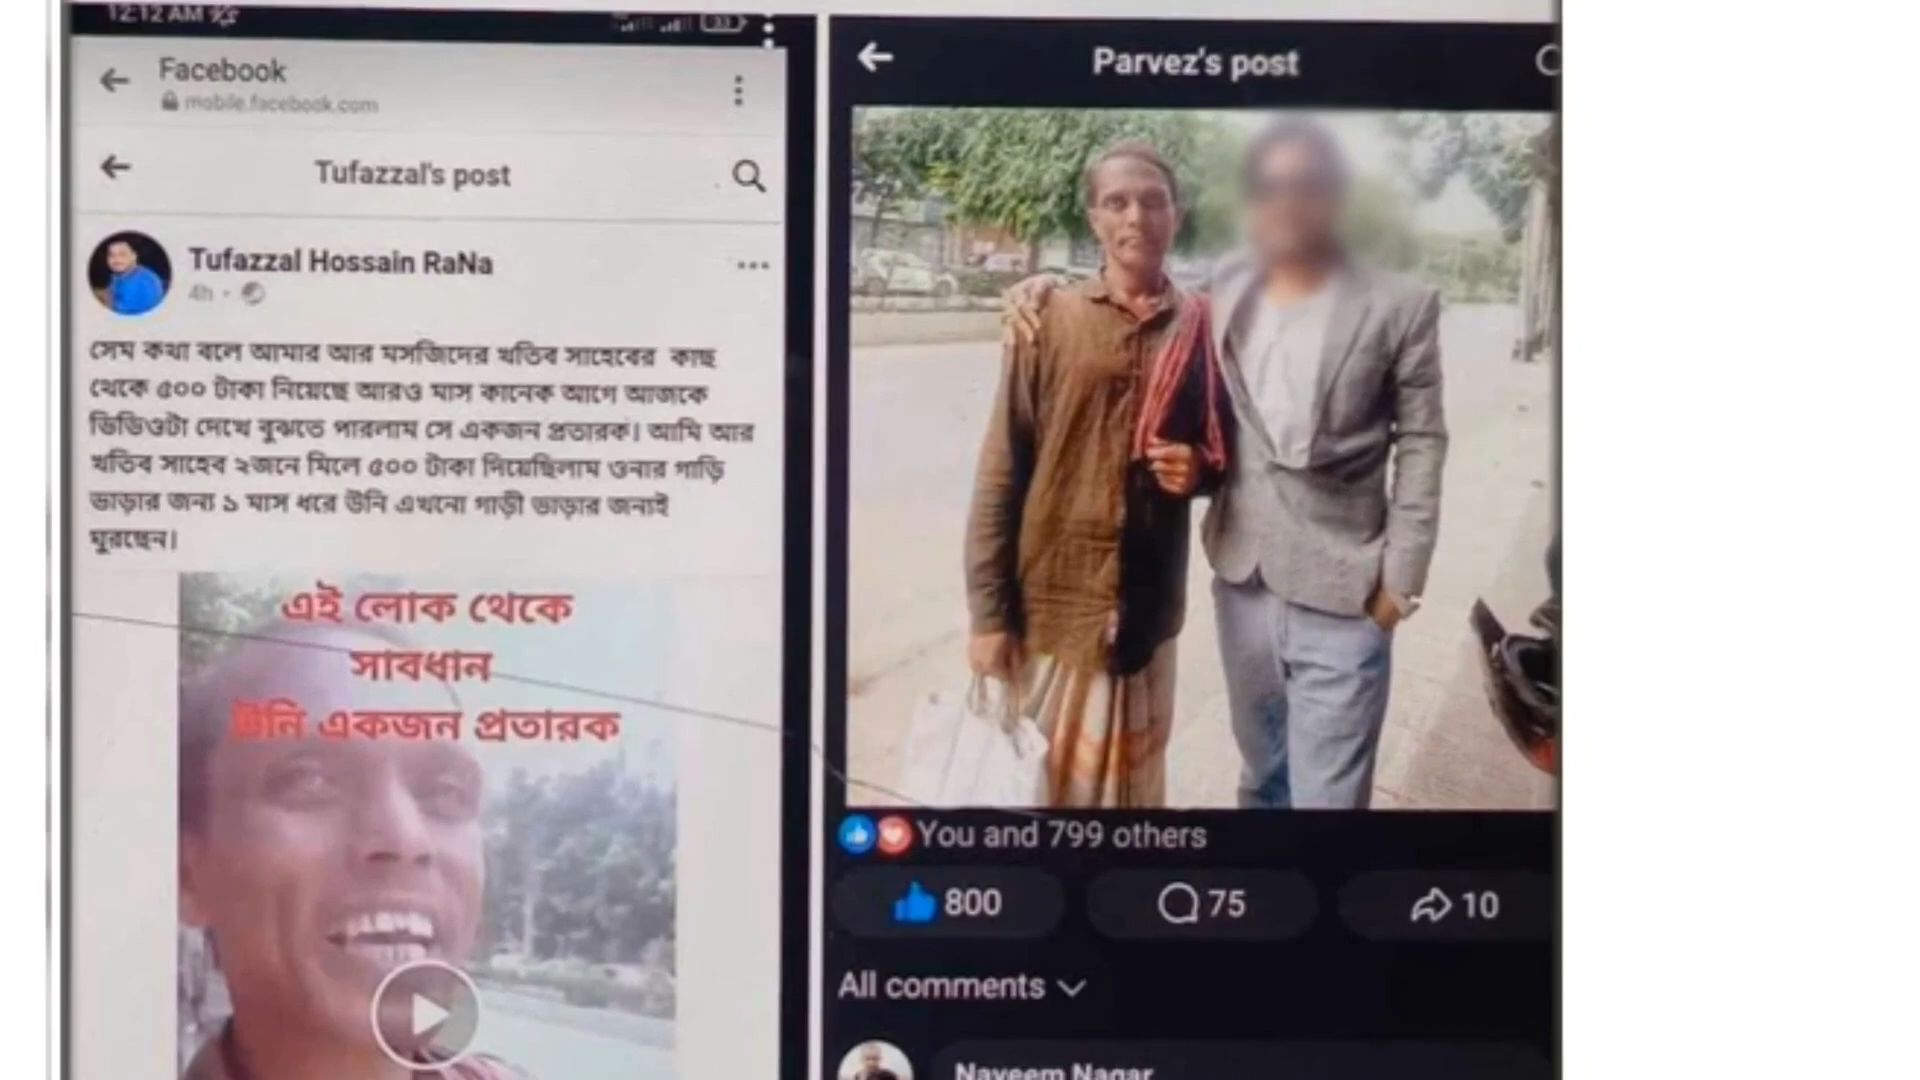 12:12 AM
Facebook
mobile.facebook.com
Tufazzal's post
Tufazzal Hossain RaNa
4h
সেম কথা বলে আমার আর মসজিদের খতিব সাহেবের কাছ
থেকে ৫০০ টাকা নিয়েছে আরও মাস কানেক আগে আজকে
ভিডিওটা দেখে বুঝতে পারলাম সে একজন প্রতারক। আমি আর
খতিব সাহেব ২জনে মিলে ৫০০ টাকা দিয়েছিলাম ওনার গাড়ি
ভাড়ার জন্য ১ মাস ধরে উনি এখনো গাড়ী ভাড়ার জন্যই
ঘুরছেন।
এই লোক থেকে
সাবধান
উনি একজন প্রতারক
Parvez's post
You and 799 others
800
75
10
All comments
Nayeem Nagar